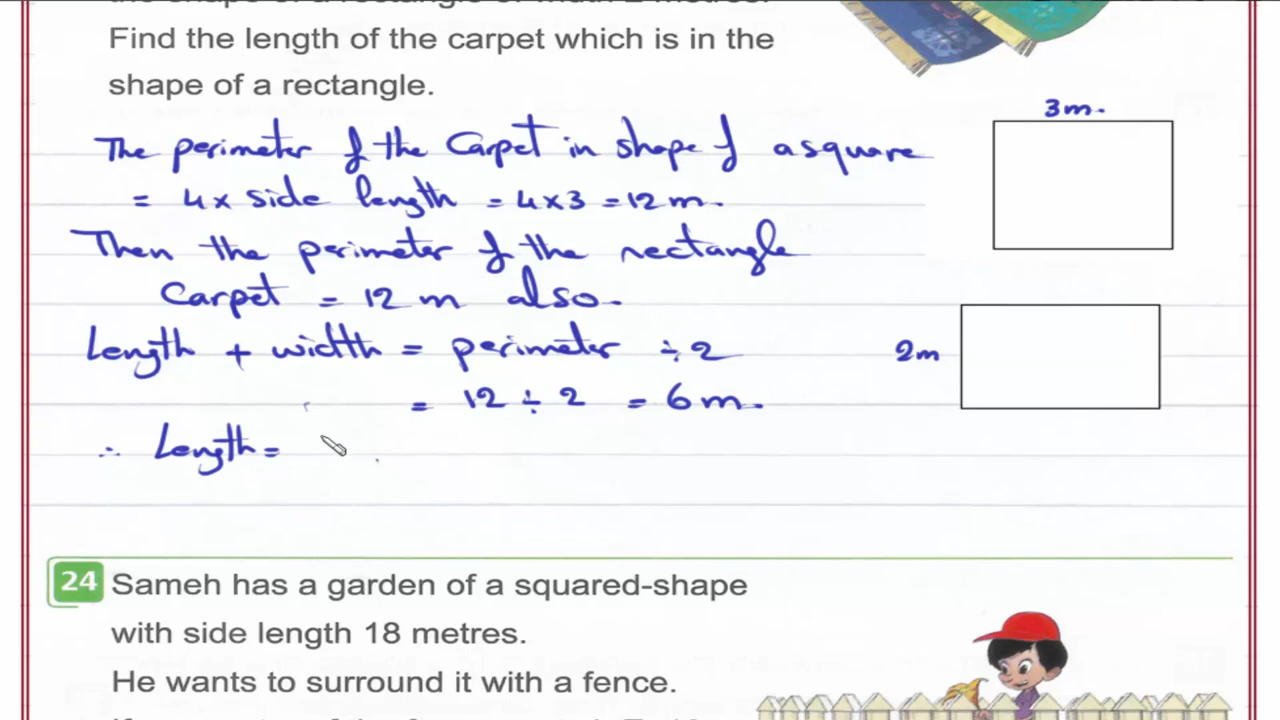 Find the length of the carpet which is in the
shape of a rectangle.
3m.
The perimeter of the Carpet in shape of a square
= 4 x side length = 4 x 3 = 12 m.
Then the perimeter of the rectangle
Carpet = 12 m also.
Length + width = perimeter ÷ 2
2m
= 12 ÷ 2 = 6 m.
∴ Length =
24 Sameh has a garden of a squared-shape
with side length 18 metres.
He wants to surround it with a fence.